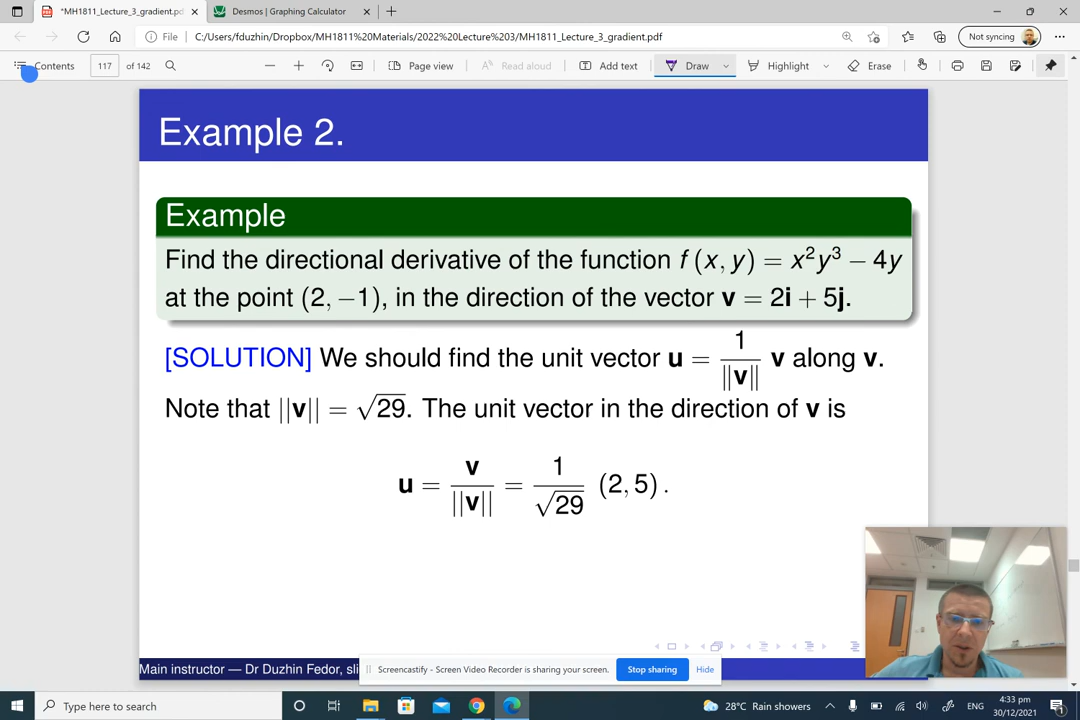 *MH1811_Lecture_3_gradient.pdf
Desmos | Graphing Calculator
File C:/Users/fduzhin/Dropbox/MH1811%20Materials/2022%20Lecture%203/MH1811_Lecture_3_gradient.pdf
Not syncing
Contents 117 of 142 Page view Read aloud Add text Draw Highlight Erase
Example 2.
Example
Find the directional derivative of the function f(x, y) = x²y³ − 4y
at the point (2, −1), in the direction of the vector v = 2i + 5j.
[SOLUTION] We should find the unit vector u = 1/||v|| v along v.
Note that ||v|| = √29. The unit vector in the direction of v is
u = v/||v|| = 1/√29 (2, 5).
Main instructor — Dr Duzhin Fedor, sli
Screencastify - Screen Video Recorder is sharing your screen. Stop sharing Hide
Type here to search
28°C Rain showers
ENG
4:33 pm
30/12/2021
1